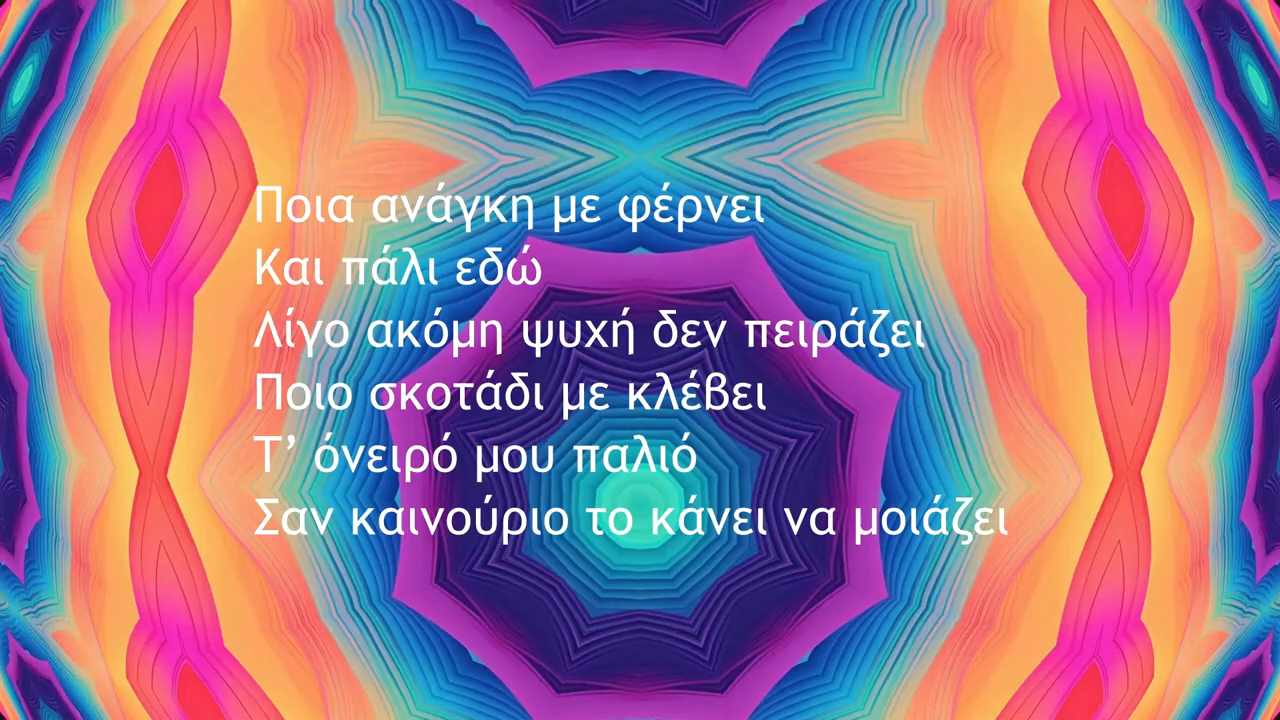 Ποια ανάγκη με φέρνει
Και πάλι εδώ
Λίγο ακόμη ψυχή δεν πειράζει
Ποιο σκοτάδι με κλέβει
Τ’ όνειρό μου παλιό
Σαν καινούριο το κάνει να μοιάζει